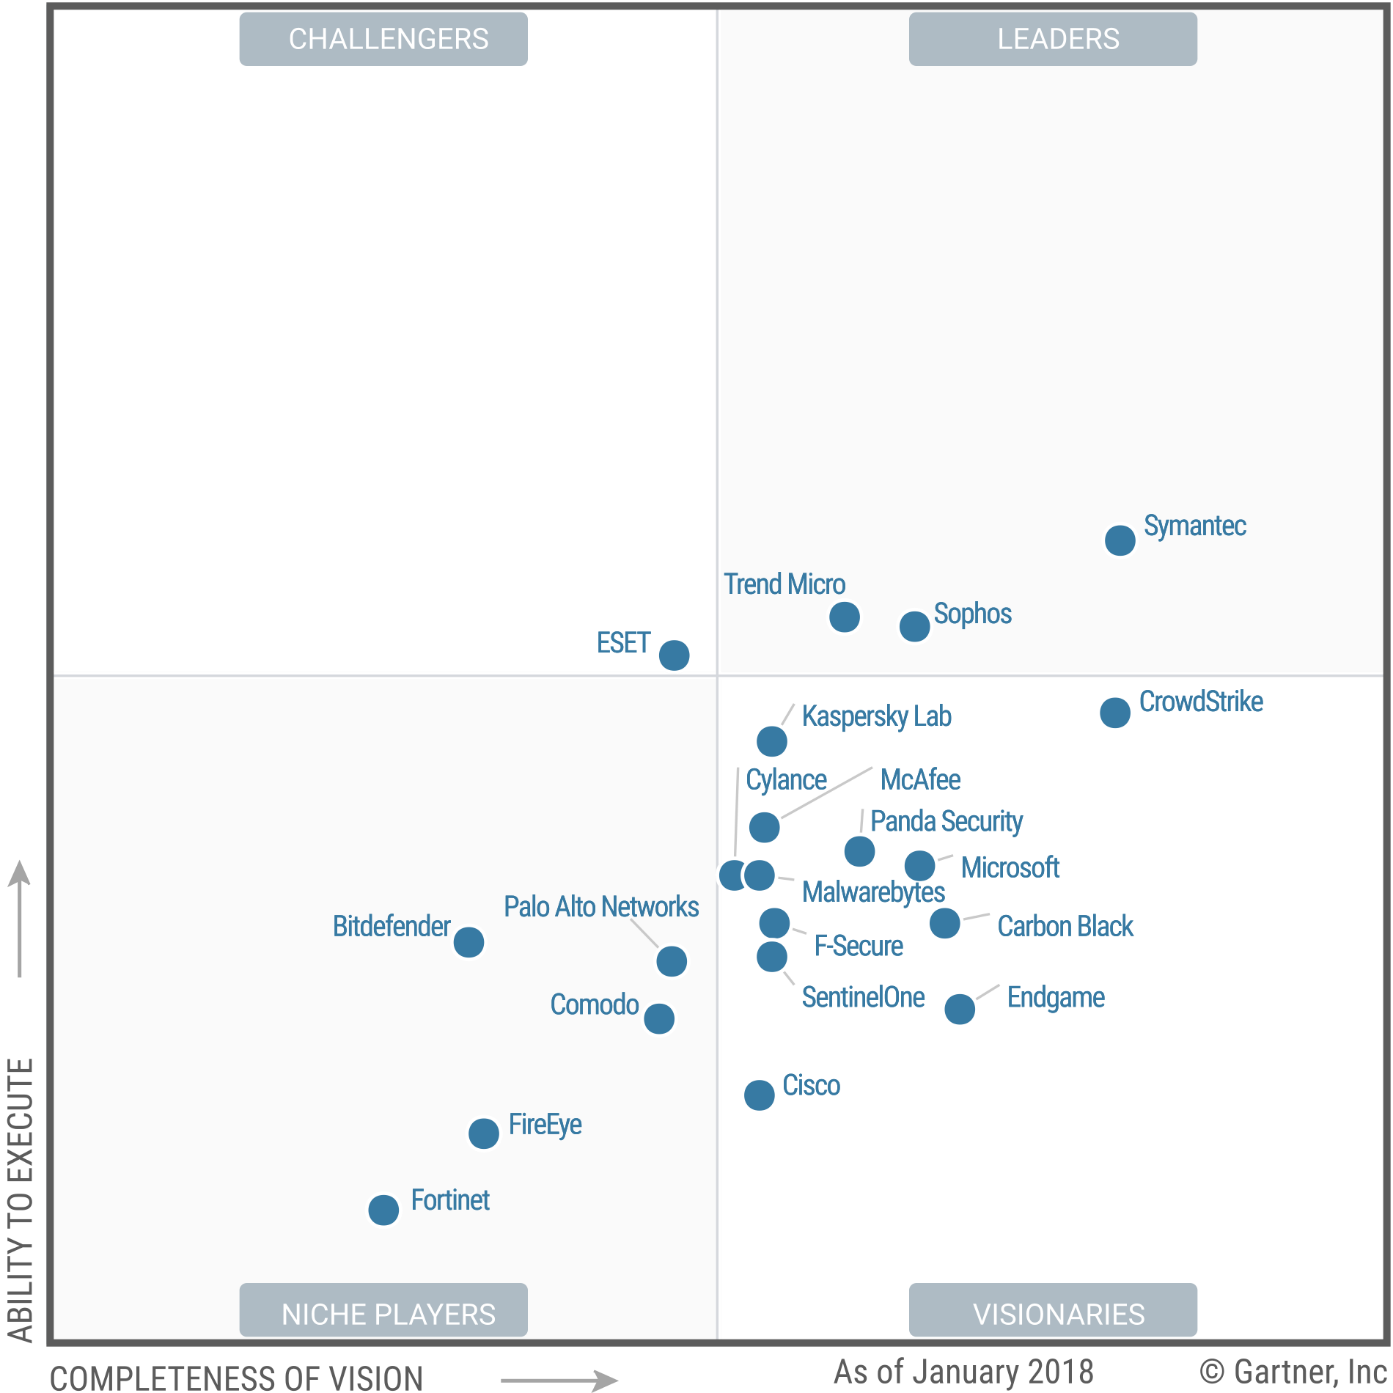 CHALLENGERS
LEADERS
Symantec
Trend Micro
Sophos
ESET
CrowdStrike
Kaspersky Lab
Cylance
McAfee
Panda Security
Microsoft
Malwarebytes
Palo Alto Networks
Bitdefender
Carbon Black
F-Secure
SentinelOne
Endgame
Comodo
Cisco
FireEye
Fortinet
NICHE PLAYERS
VISIONARIES
ABILITY TO EXECUTE
COMPLETENESS OF VISION
As of January 2018
© Gartner, Inc